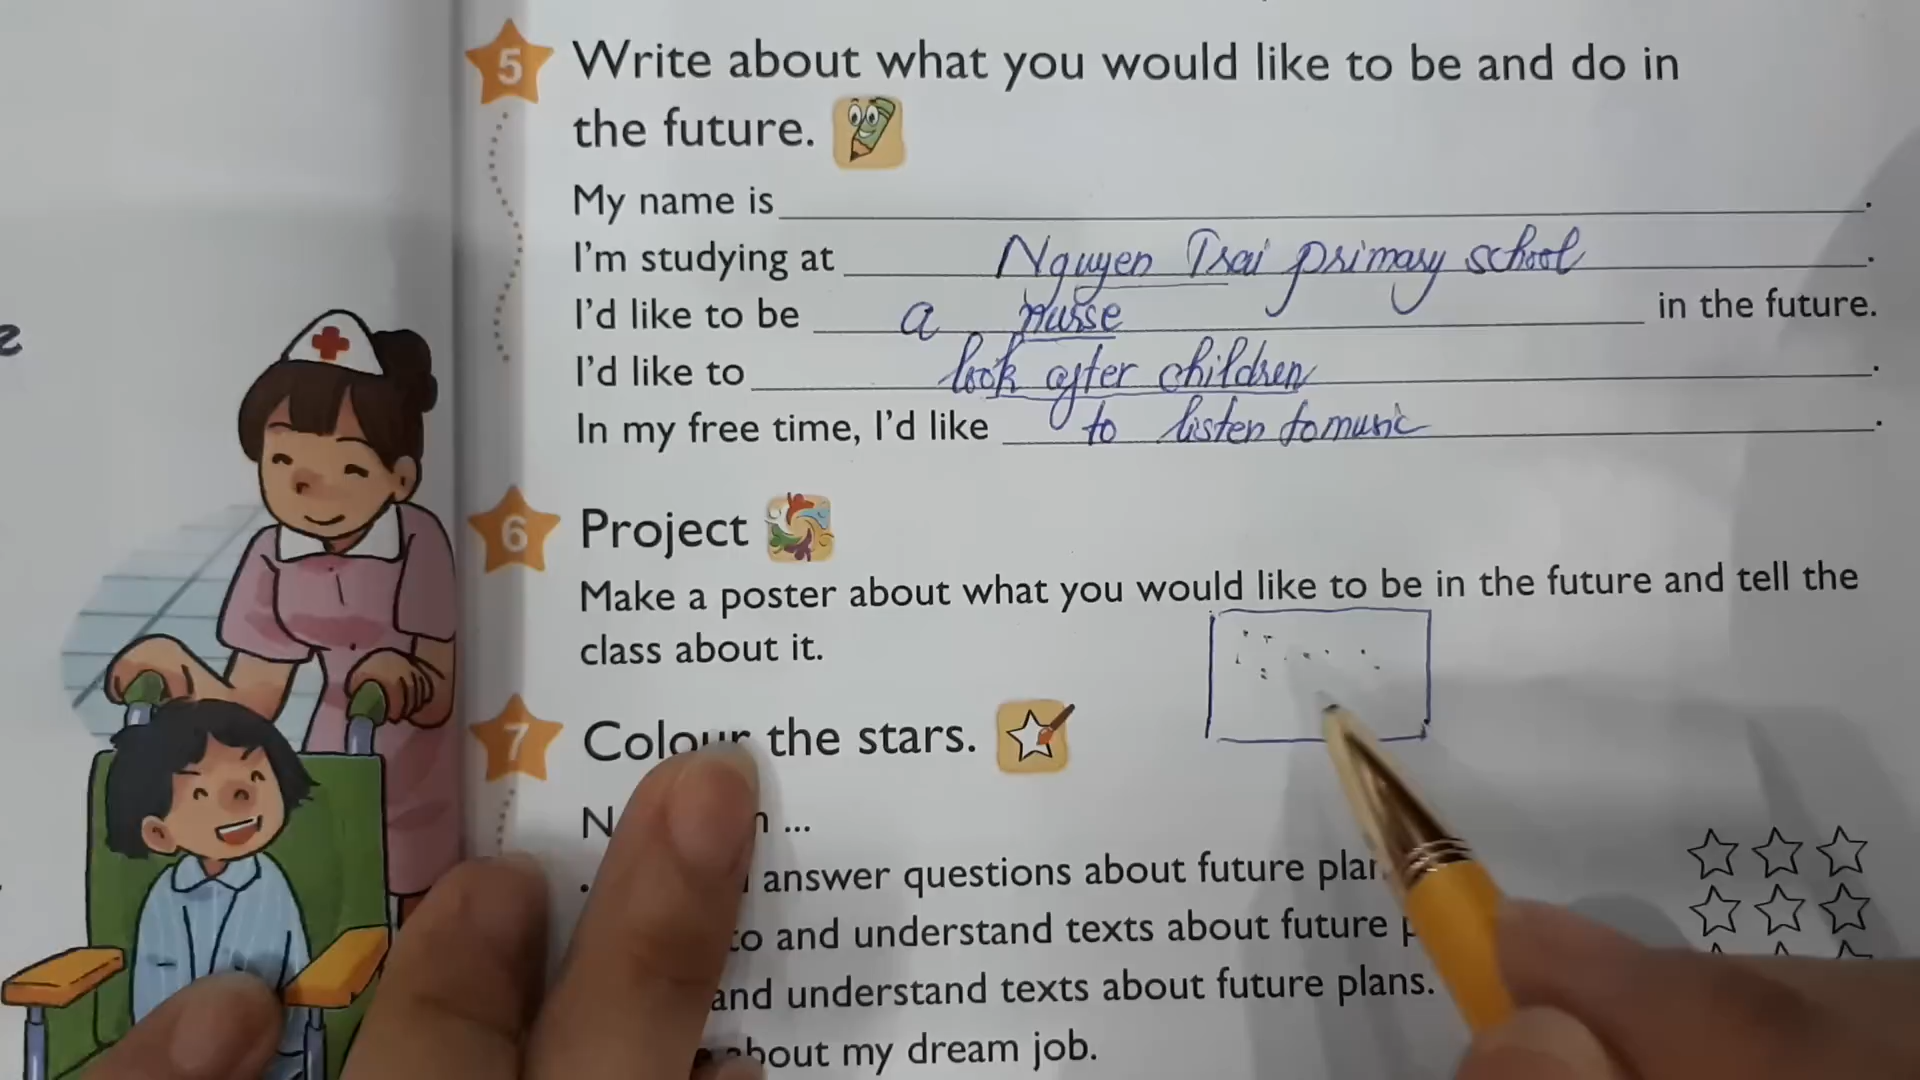 5 Write about what you would like to be and do in
the future.
My name is
I'm studying at Nguyen Trai primary school.
I'd like to be a nurse in the future.
I'd like to look after children.
In my free time, I'd like to listen to music.
6 Project
Make a poster about what you would like to be in the future and tell the
class about it.
7 Colour the stars.
...
answer questions about future
to and understand texts about future
and understand texts about future plans.
about my dream job.